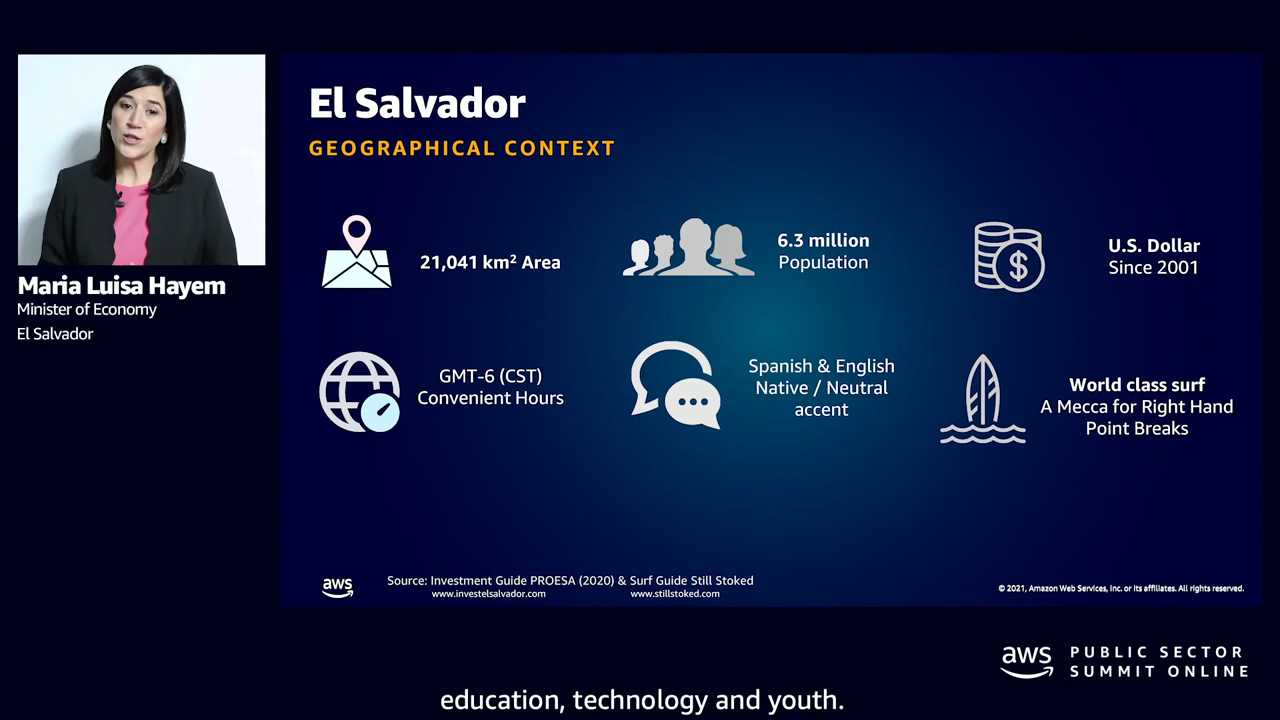 Maria Luisa Hayem
Minister of Economy
El Salvador
El Salvador
GEOGRAPHICAL CONTEXT
21,041 km² Area
6.3 million
Population
$
U.S. Dollar
Since 2001
GMT-6 (CST)
Convenient Hours
Spanish & English
Native / Neutral
accent
World class surf
A Mecca for Right Hand
Point Breaks
aws
Source: Investment Guide PROESA (2020) & Surf Guide Still Stoked
www.investelsalvador.com www.stillstoked.com
© 2021, Amazon Web Services, Inc. or its affiliates. All rights reserved.
aws PUBLIC SECTOR
SUMMIT ONLINE
education, technology and youth.